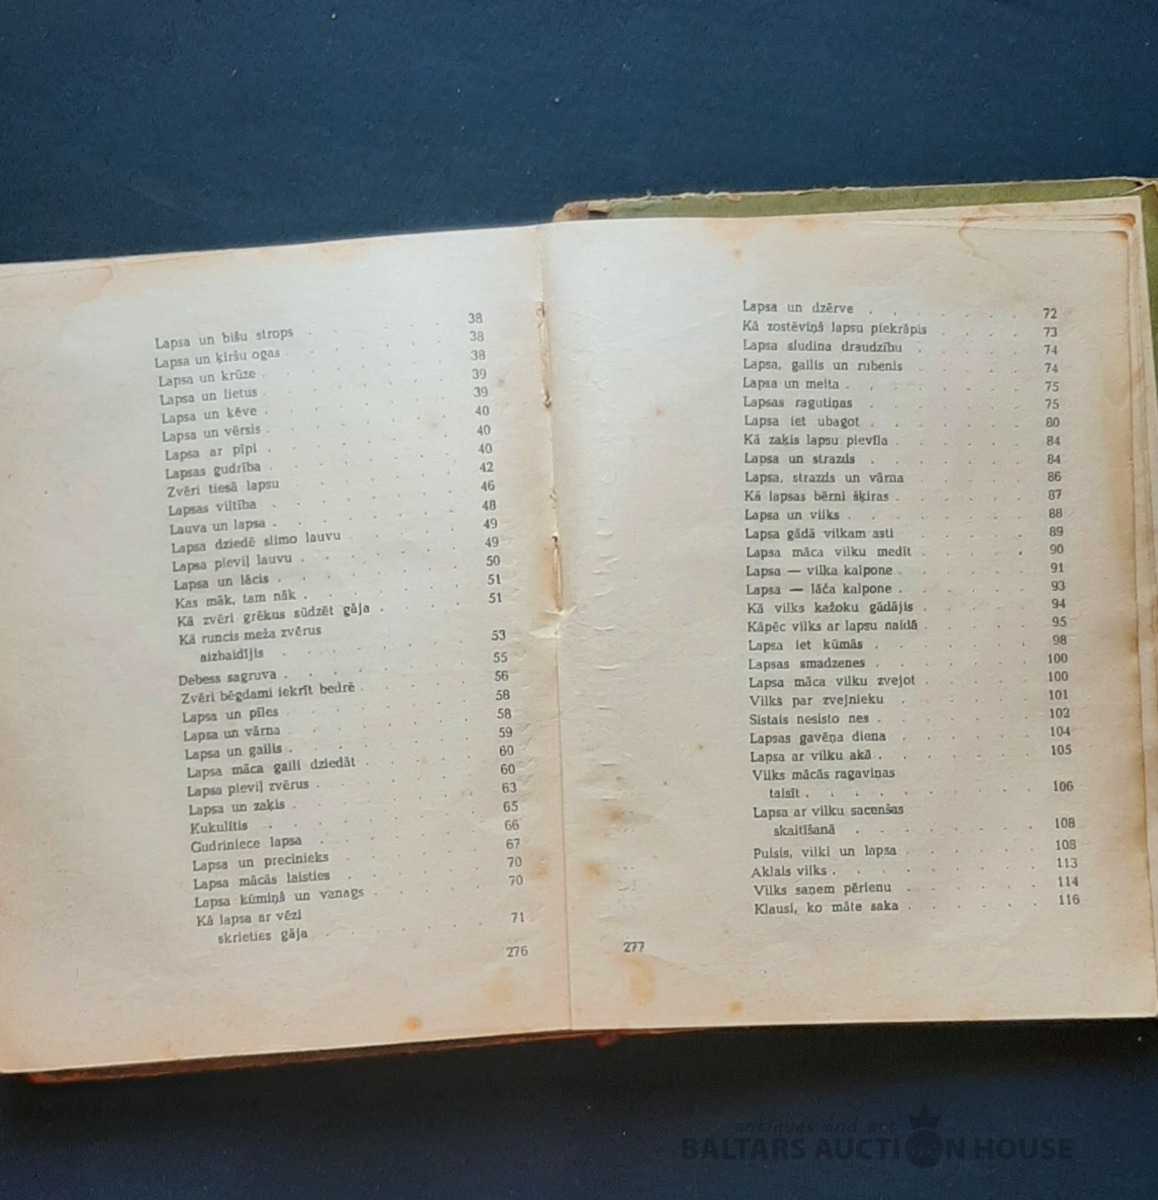 Lapsa un bišu strops . . . . . 38
Lapsa un ķiršu ogas . . . . . 38
Lapsa un krūze . . . . . 38
Lapsa un lietus . . . . . 39
Lapsa un ķēve . . . . . 39
Lapsa un vērsis . . . . . 40
Lapsa ar pīpi . . . . . 40
Lapsas gudrība . . . . . 40
Zvēri tiesā lapsu . . . . . 42
Lapsas viltība . . . . . 46
Lauva un lapsa . . . . . 48
Lapsa dziedē slimo lauvu . . . . . 49
Lapsa pieviļ lauvu . . . . . 49
Lapsa un lācis . . . . . 50
Kas māk, tam nāk . . . . . 51
Kā zvēri grēkus sūdzēt gāja . . . . . 51
Kā runcis meža zvērus
aizbaidījis . . . . . 53
Debess sagruva . . . . . 55
Zvēri bēgdami iekrīt bedrē . . . . . 56
Lapsa un pīles . . . . . 58
Lapsa un vārna . . . . . 58
Lapsa un gailis . . . . . 59
Lapsa māca gaili dziedāt . . . . . 60
Lapsa pieviļ zvērus . . . . . 60
Lapsa un zaķis . . . . . 63
Kukulītis . . . . . 65
Gudriniece lapsa . . . . . 66
Lapsa un precinieks . . . . . 67
Lapsa mācās laisties . . . . . 70
Lapsa kūmiņā un vanags . . . . . 70
Kā lapsa ar vēzi
skrieties gāja . . . . . 71
276
Lapsa un dzērve . . . . . 72
Kā zostēviņā lapsu piekrāpis . . . . . 73
Lapsa sludina draudzību . . . . . 74
Lapsa, gailis un rubenis . . . . . 74
Lapsa un meita . . . . . 75
Lapsas ragutiņas . . . . . 75
Lapsa iet ubagot . . . . . 80
Kā zaķis lapsu pievīla . . . . . 84
Lapsa un strazds . . . . . 84
Lapsa, strazds un vārna . . . . . 86
Kā lapsas bērni šķiras . . . . . 87
Lapsa un vilks . . . . . 88
Lapsa gādā vilkam asti . . . . . 89
Lapsa māca vilku medīt . . . . . 90
Lapsa — vilka kalpone . . . . . 91
Lapsa — lāča kalpone . . . . . 93
Kā vilks kažoku gādājis . . . . . 94
Kāpēc vilks ar lapsu naidā . . . . . 95
Lapsa iet kūmās . . . . . 98
Lapsas smadzenes . . . . . 100
Lapsa māca vilku zvejot . . . . . 100
Vilks par zvejnieku . . . . . 101
Sistais nesisto nes . . . . . 102
Lapsas gavēņa diena . . . . . 104
Lapsa ar vilku akā . . . . . 105
Vilks mācās ragaviņas
taisīt . . . . . 106
Lapsa ar vilku sacenšas
skaitīšanā . . . . . 108
Puisis, vilki un lapsa . . . . . 108
Aklais vilks . . . . . 113
Vilks saņem pērienu . . . . . 114
Klausi, ko māte saka . . . . . 116
277
antiques and art
BALTARS AUCTION HOUSE